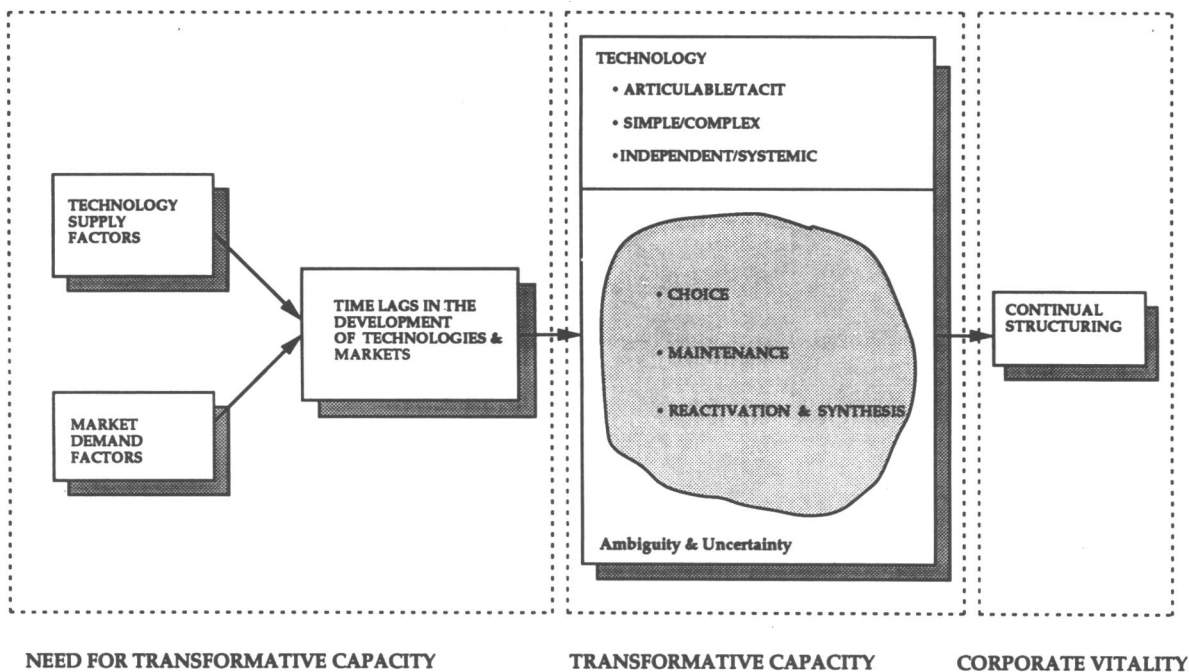 TECHNOLOGY
SUPPLY
FACTORS
MARKET
DEMAND
FACTORS
TIME LAGS IN THE
DEVELOPMENT
OF TECHNOLOGIES &
MARKETS
TECHNOLOGY
• ARTICULABLE/TACIT
• SIMPLE/COMPLEX
•INDEPENDENT/SYSTEMIC
• CHOICE
• MAINTENANCE
• REACTIVATION & SYNTHESIS
Ambiguity & Uncertainty
CONTINUAL
STRUCTURING
NEED FOR TRANSFORMATIVE CAPACITY
TRANSFORMATIVE CAPACITY
CORPORATE VITALITY